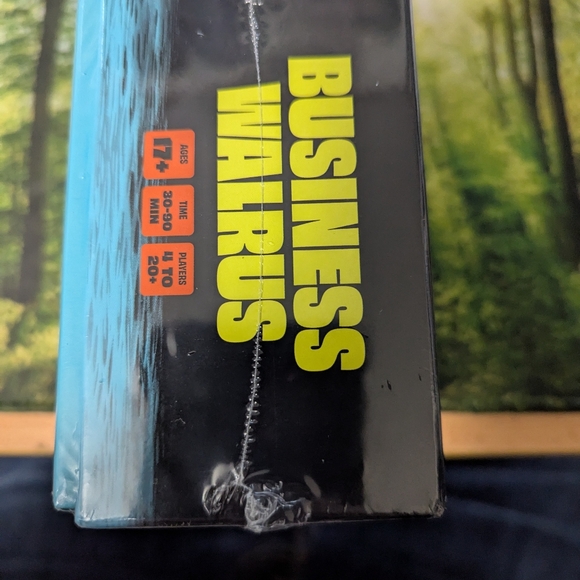 BUSINESS
WALRUS
AGES
17+
TIME
30-90
MIN
PLAYERS
4 TO
20+